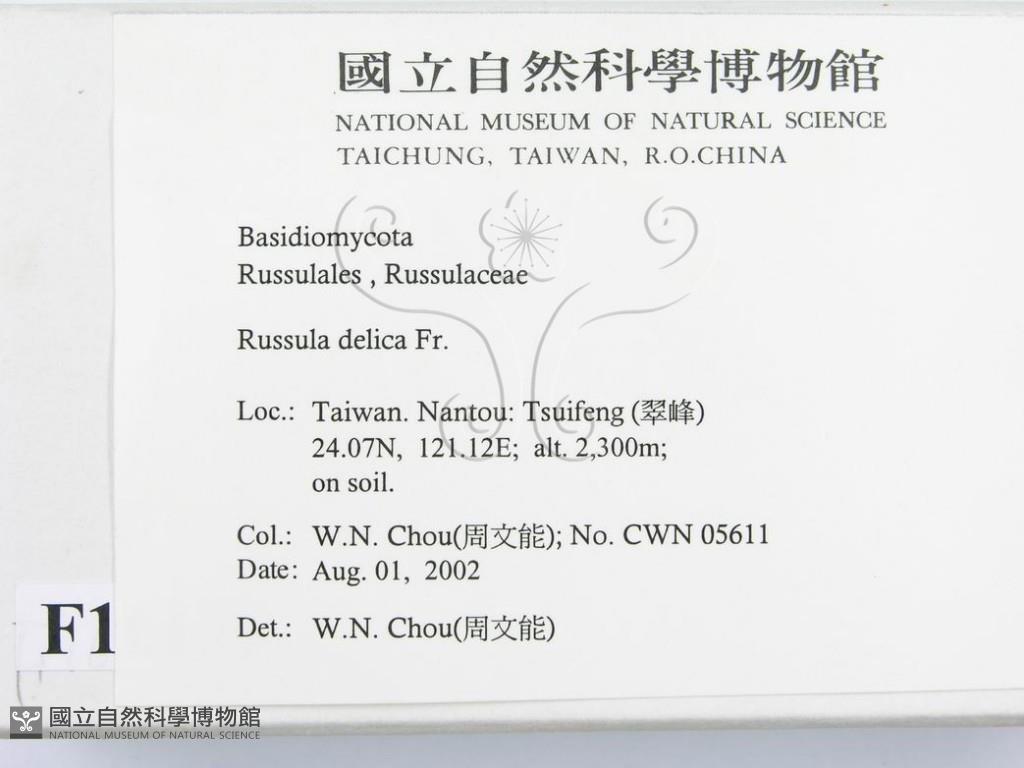 國立自然科學博物館
NATIONAL MUSEUM OF NATURAL SCIENCE
TAICHUNG, TAIWAN, R.O.CHINA
Basidiomycota
Russulales , Russulaceae
Russula delica Fr.
Loc.: Taiwan. Nantou: Tsuifeng (翠峰)
24.07N, 121.12E; alt. 2,300m;
on soil.
Col.: W.N. Chou(周文能); No. CWN 05611
Date: Aug. 01, 2002
Det.: W.N. Chou(周文能)
F1
國立自然科學博物館
NATIONAL MUSEUM OF NATURAL SCIENCE